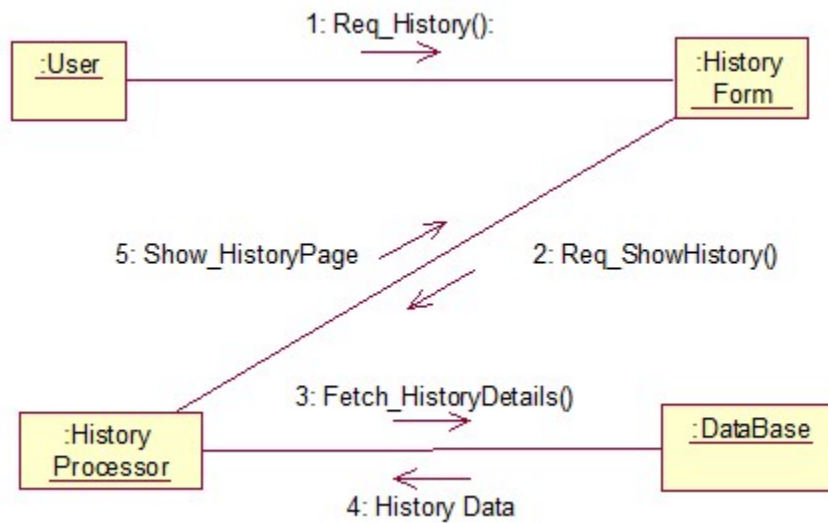 1: Req_History():
:User
:History
Form
5: Show_HistoryPage
2: Req_ShowHistory()
3: Fetch_HistoryDetails()
:History
Processor
:DataBase
4: History Data